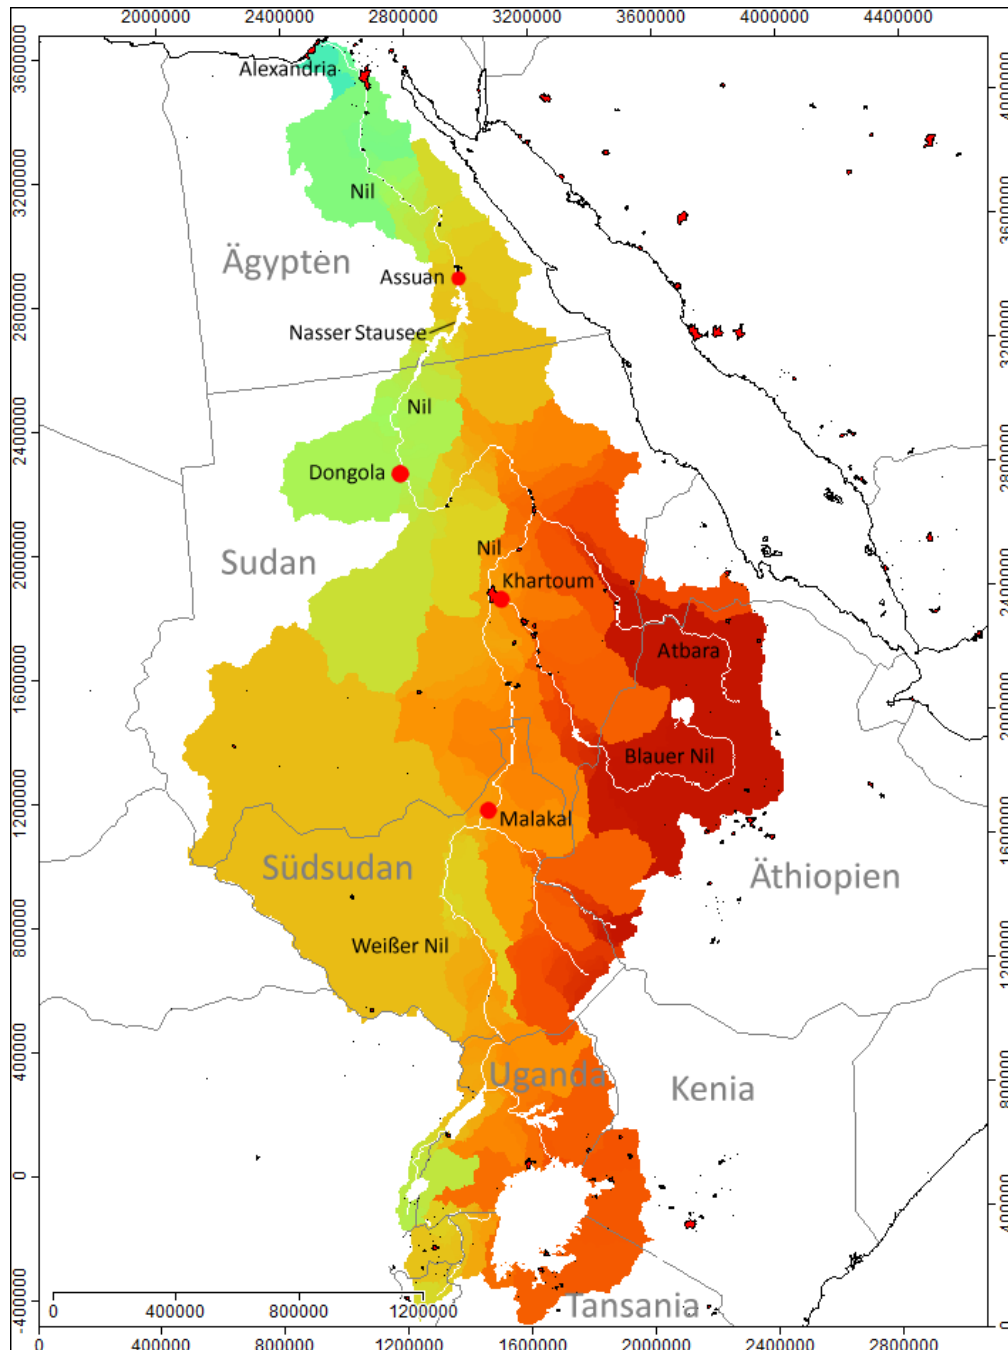 2000000 2400000 2800000 3200000 3600000 4000000 4400000
3600000
Alexandria
4000000
3200000
Nil
3600000
Ägypten
Assuan
2800000
Nasser Stausee
3200000
2400000
Nil
Dongola
2800000
2000000
Sudan
Nil
Khartoum
2400000
1600000
Atbara
2000000
Blauer Nil
1200000
Malakal
1600000
Südsudan
Äthiopien
800000
Weißer Nil
1200000
400000
Uganda
Kenia
800000
0
400000
-400000
0 400000 800000 1200000
Tansania
0
0 400000 800000 1200000 1600000 2000000 2400000 2800000